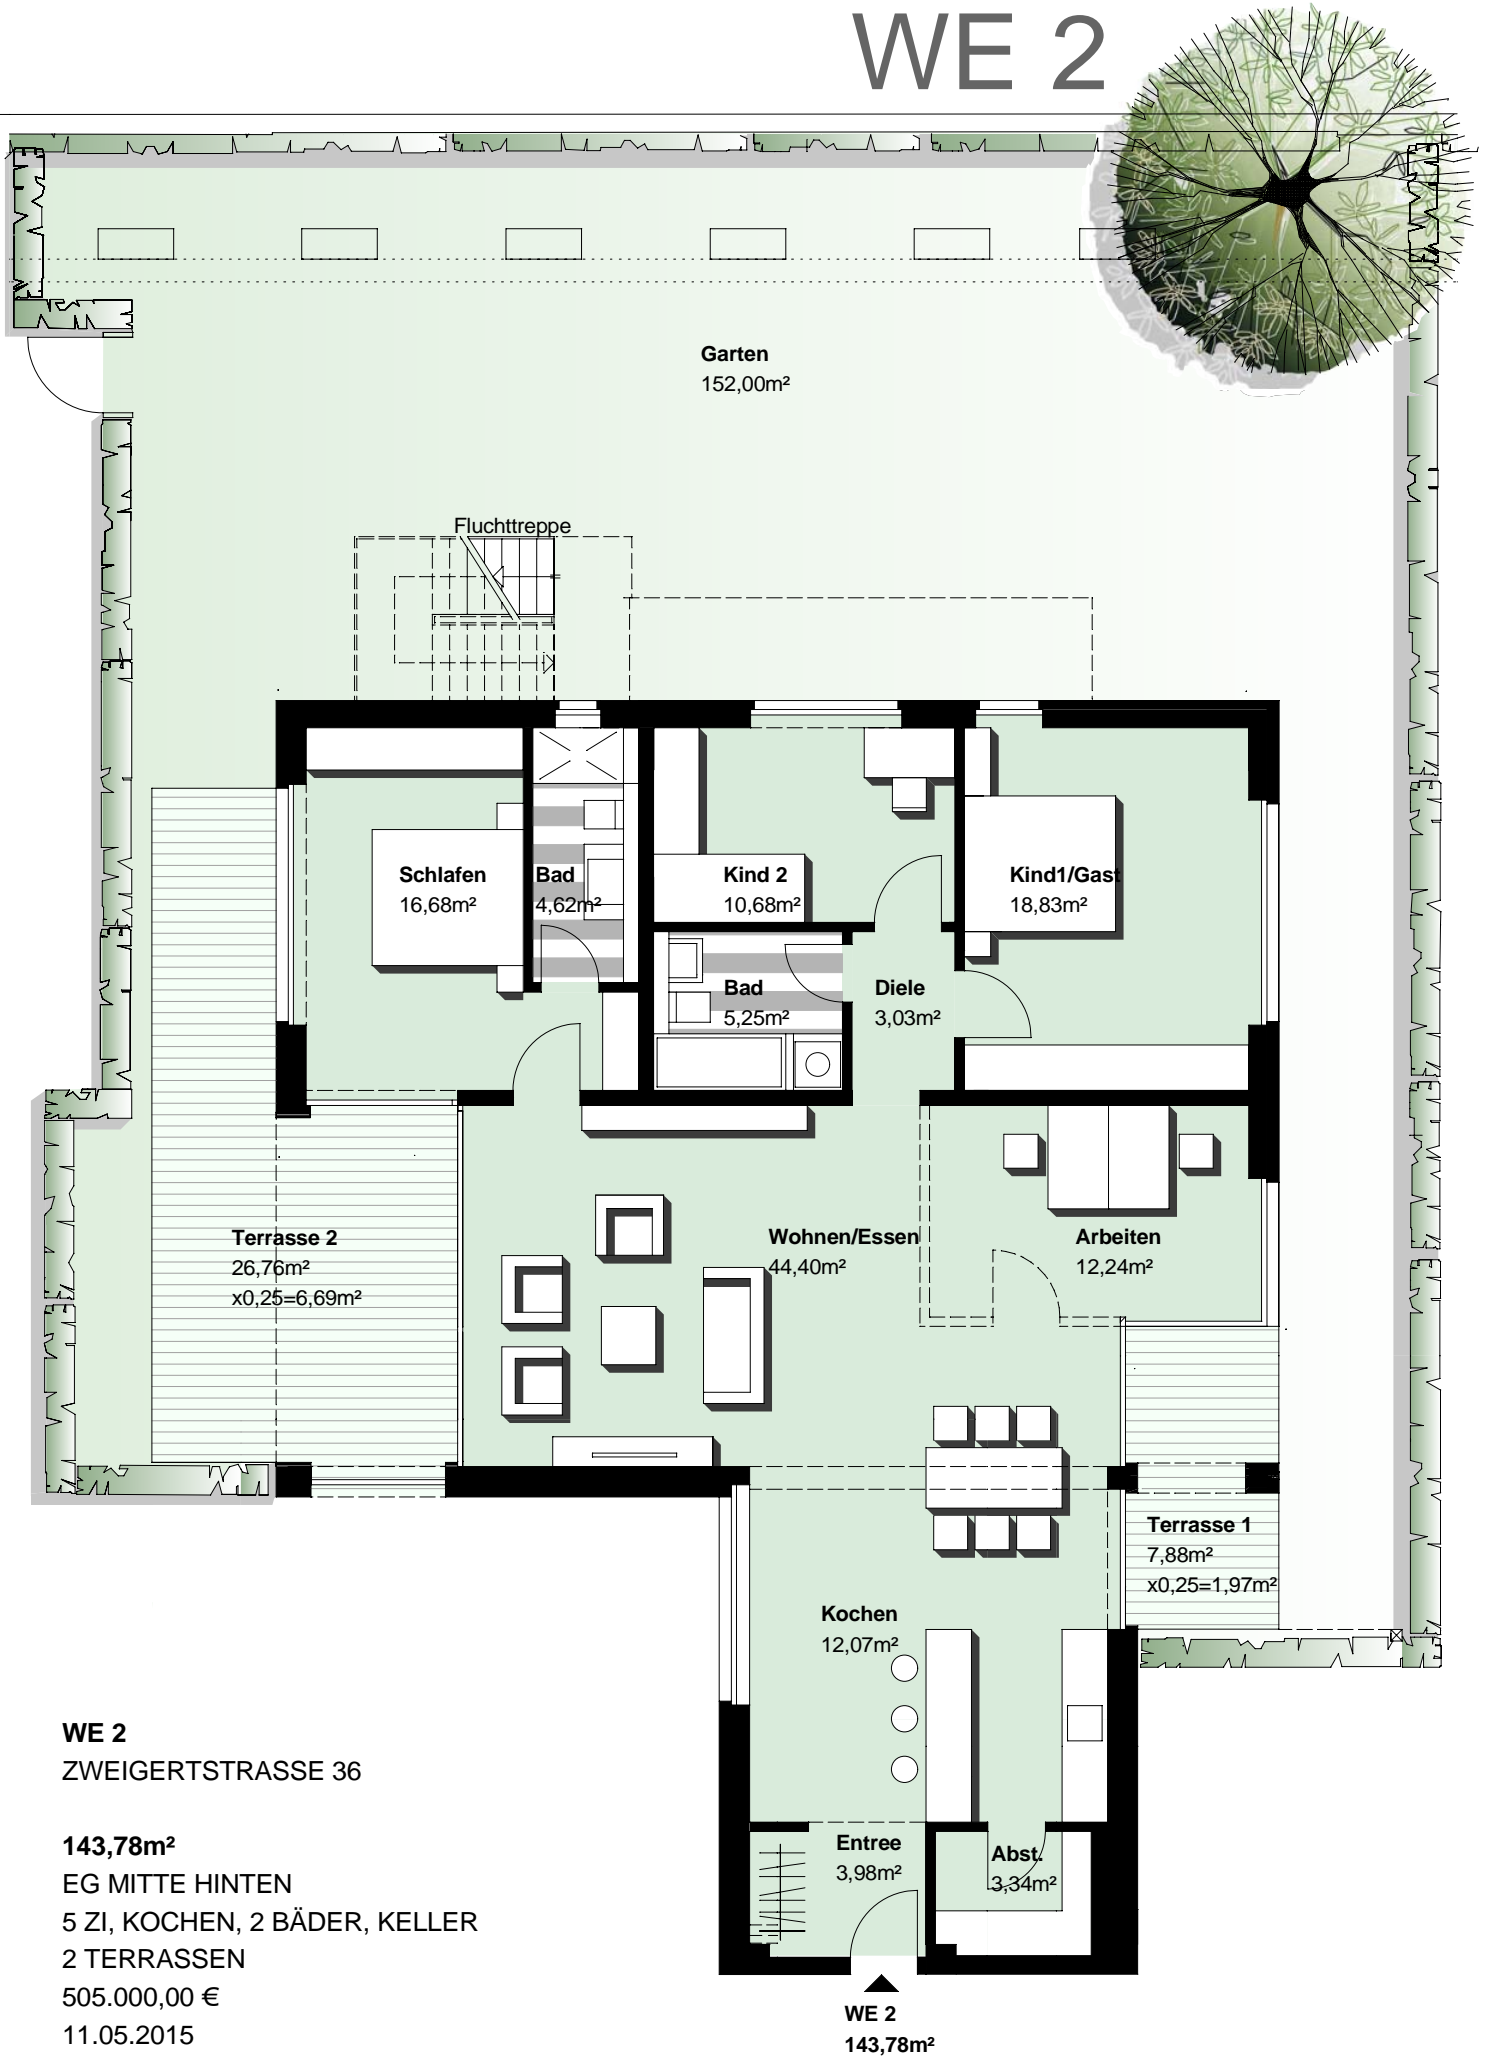 WE 2
Garten
152,00m²
Fluchttreppe
Schlafen
16,68m²
Bad
4,62m²
Kind 2
10,68m²
Kind1/Gast
18,83m²
Bad
5,25m²
Diele
3,03m²
Terrasse 2
26,76m²
x0,25=6,69m²
Wohnen/Essen
44,40m²
Arbeiten
12,24m²
Terrasse 1
7,88m²
x0,25=1,97m²
Kochen
12,07m²
Entree
3,98m²
Abst.
3,34m²
WE 2
ZWEIGERTSTRASSE 36
143,78m²
EG MITTE HINTEN
5 ZI, KOCHEN, 2 BÄDER, KELLER
2 TERRASSEN
505.000,00 €
11.05.2015
WE 2
143,78m²